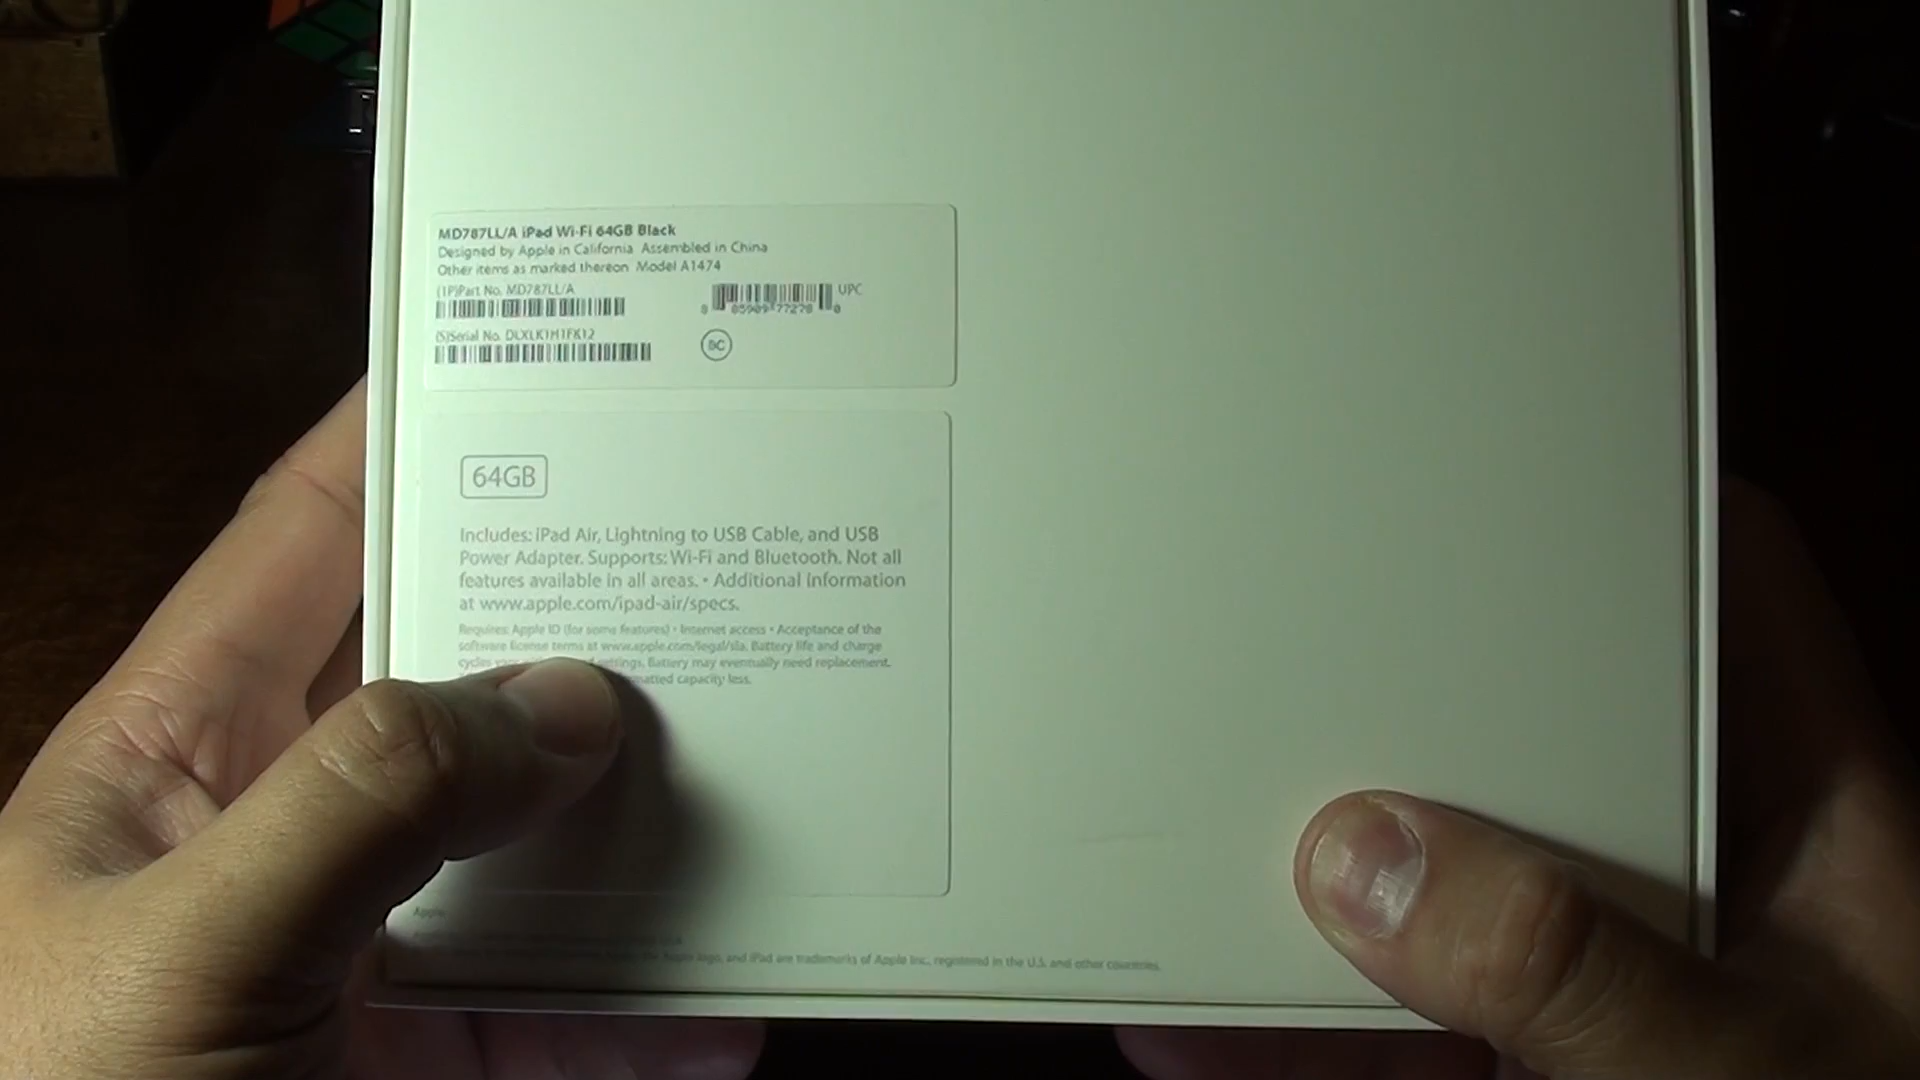 MD787LL/A iPad Wi-Fi 64GB Black
Designed by Apple in California Assembled in China
Other items as marked thereon Model A1474
(1P)Part No. MD787LL/A
UPC
8 85909 77278 0
(S)Serial No. DLXLK1H1FK12
64GB
Includes: iPad Air, Lightning to USB Cable, and USB
Power Adapter. Supports: Wi-Fi and Bluetooth. Not all
features available in all areas. • Additional information
at www.apple.com/ipad-air/specs.
Requires: Apple ID (for some features) • Internet access • Acceptance of the
software license terms at www.apple.com/legal/sla. Battery life and charge
cycles settings. Battery may eventually need replacement.
capacity less.
Apple
logo, and iPad are trademarks of Apple Inc., registered in the U.S. and other countries.